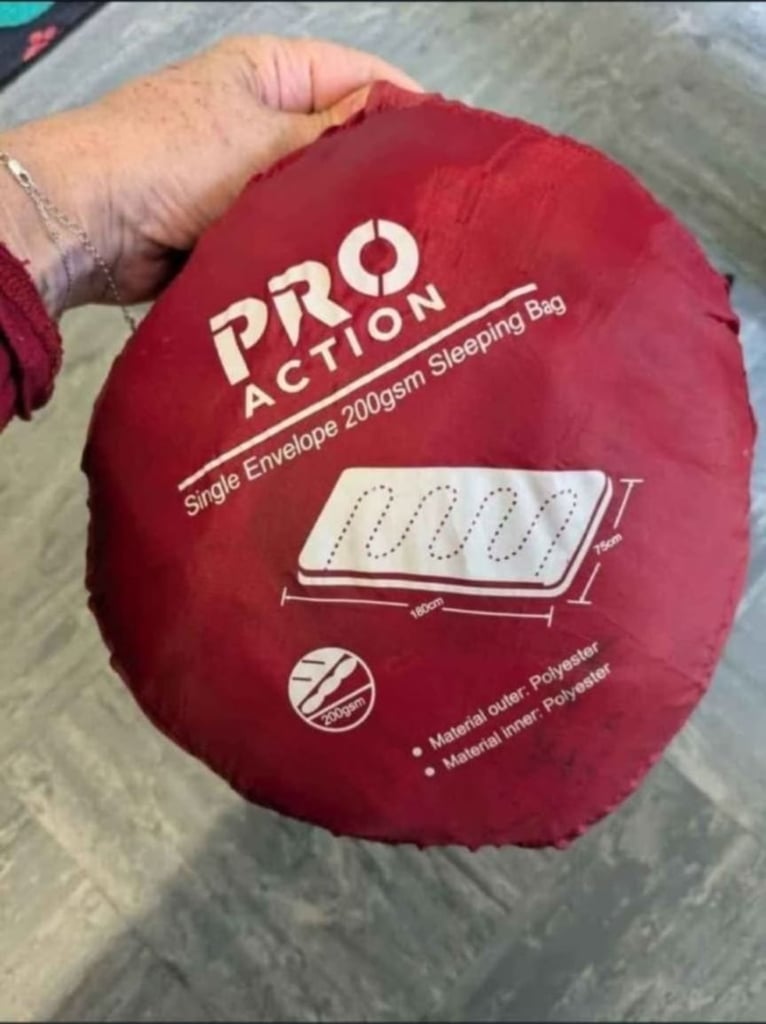 PRO
ACTION
Single Envelope 200gsm Sleeping Bag
75cm
180cm
200gsm
• Material outer: Polyester
• Material inner: Polyester